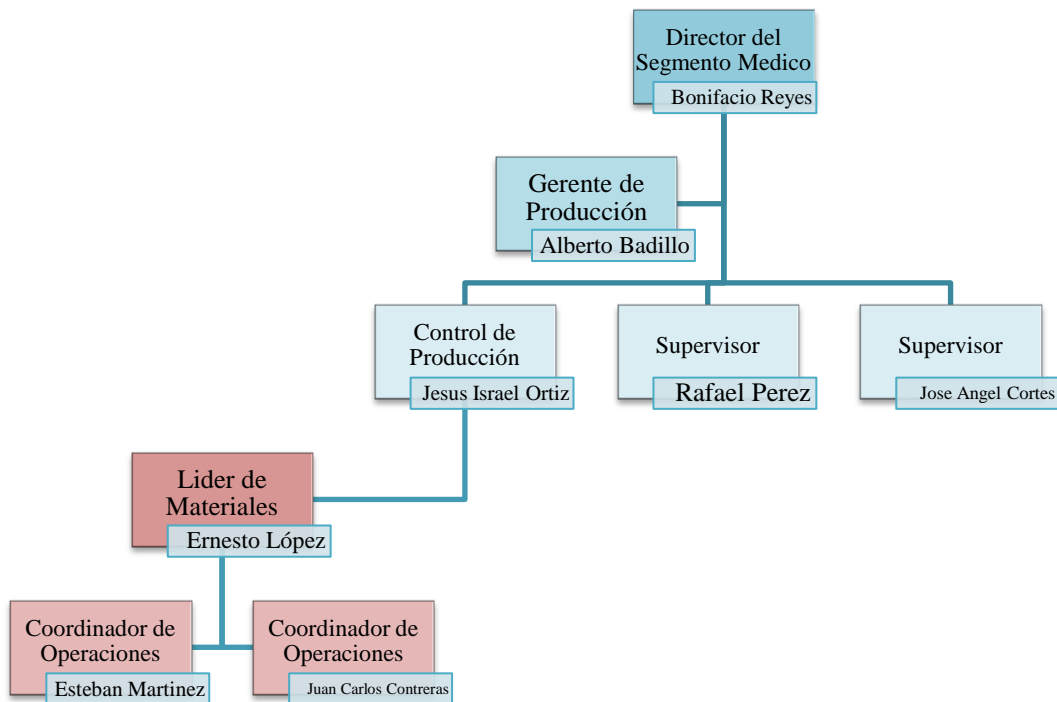 Director del
Segmento Medico
Bonifacio Reyes
Gerente de
Producción
Alberto Badillo
Control de
Producción
Jesus Israel Ortiz
Supervisor
Rafael Perez
Supervisor
Jose Angel Cortes
Lider de
Materiales
Ernesto López
Coordinador de
Operaciones
Esteban Martinez
Coordinador de
Operaciones
Juan Carlos Contreras